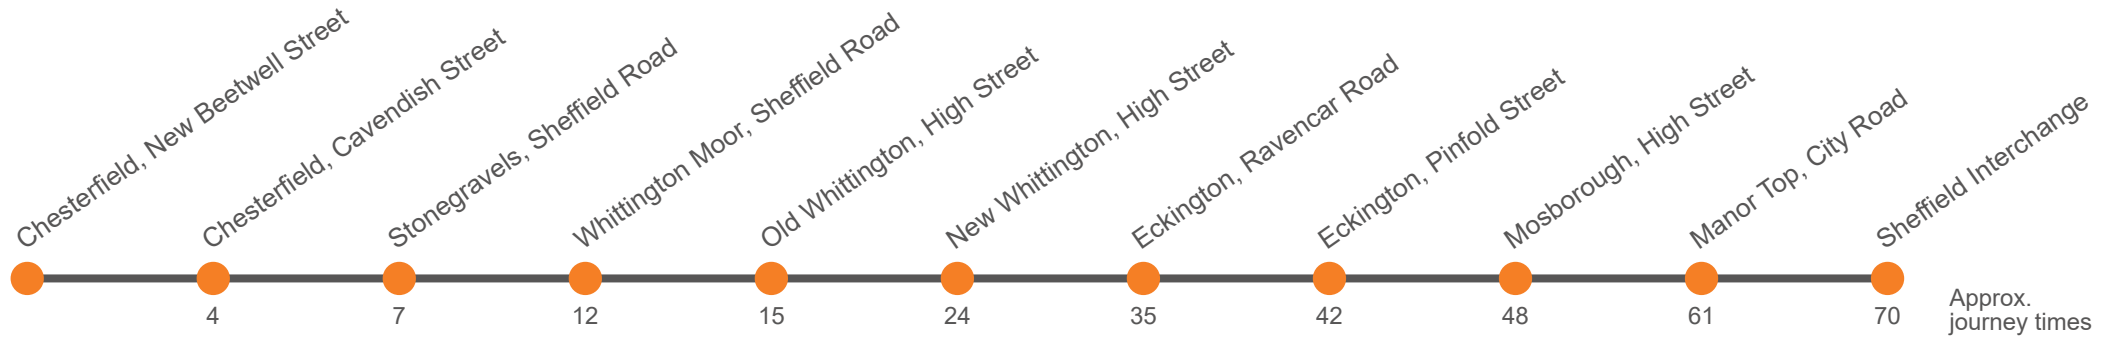 Chesterfield, New Beetwell Street
Chesterfield, Cavendish Street
Stonegravels, Sheffield Road
Whittington Moor, Sheffield Road
Old Whittington, High Street
New Whittington, High Street
Eckington, Ravencar Road
Eckington, Pinfold Street
Mosborough, High Street
Manor Top, City Road
Sheffield Interchange
4
7
12
15
24
35
42
48
61
70
Approx.
journey times